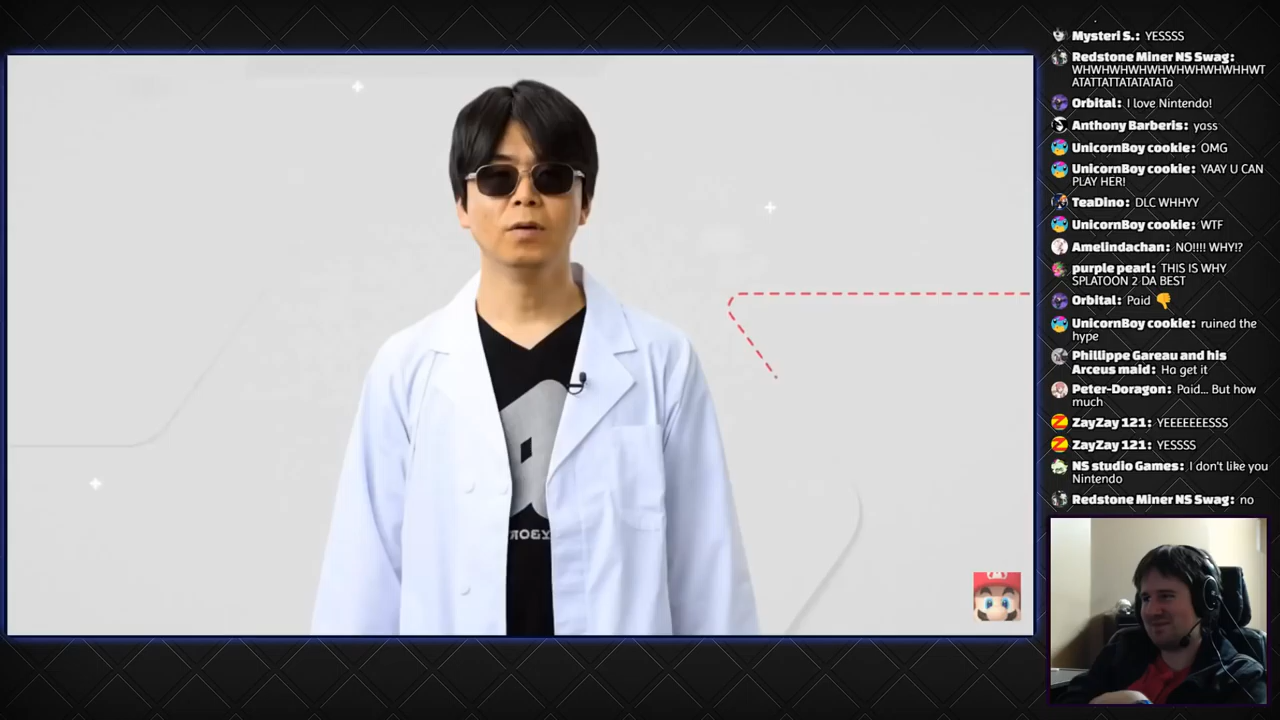 Mysteri S.: YESSSS
Redstone Miner NS Swag:
WHWHWHWHWHWHWHWHWHHWT
ATATTATTATATATATa
Orbital: I love Nintendo!
Anthony Barberis: yass
UnicornBoy cookie: OMG
UnicornBoy cookie: YAAY U CAN
PLAY HER!
TeaDino: DLC WHHYY
UnicornBoy cookie: WTF
Amelindachan: NO!!!! WHY!?
purple pearl: THIS IS WHY
SPLATOON 2 DA BEST
Orbital: Paid 👎
UnicornBoy cookie: ruined the
hype
Phillippe Gareau and his
Arceus maid: Ha get it
Peter-Doragon: Paid... But how
much
ZayZay 121: YEEEEEEESSS
ZayZay 121: YESSSS
NS studio Games: I don't like you
Nintendo
Redstone Miner NS Swag: no
M